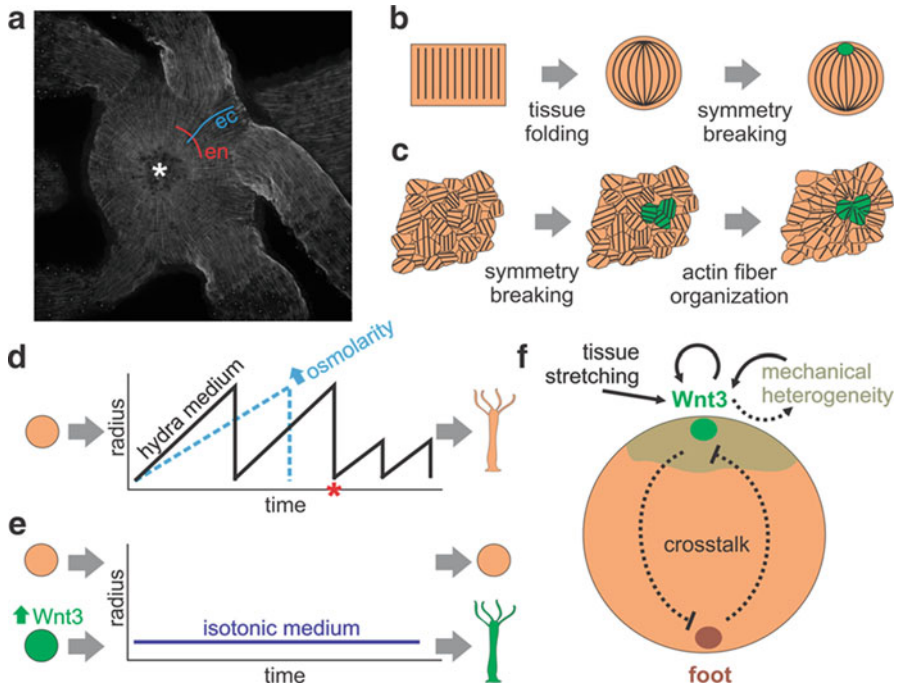 a
ec
en
*
b
tissue
folding
symmetry
breaking
c
symmetry
breaking
actin fiber
organization
d
radius
hydra medium
osmolarity
*
time
e
Wnt3
radius
isotonic medium
time
f
tissue
stretching
Wnt3
mechanical
heterogeneity
crosstalk
foot